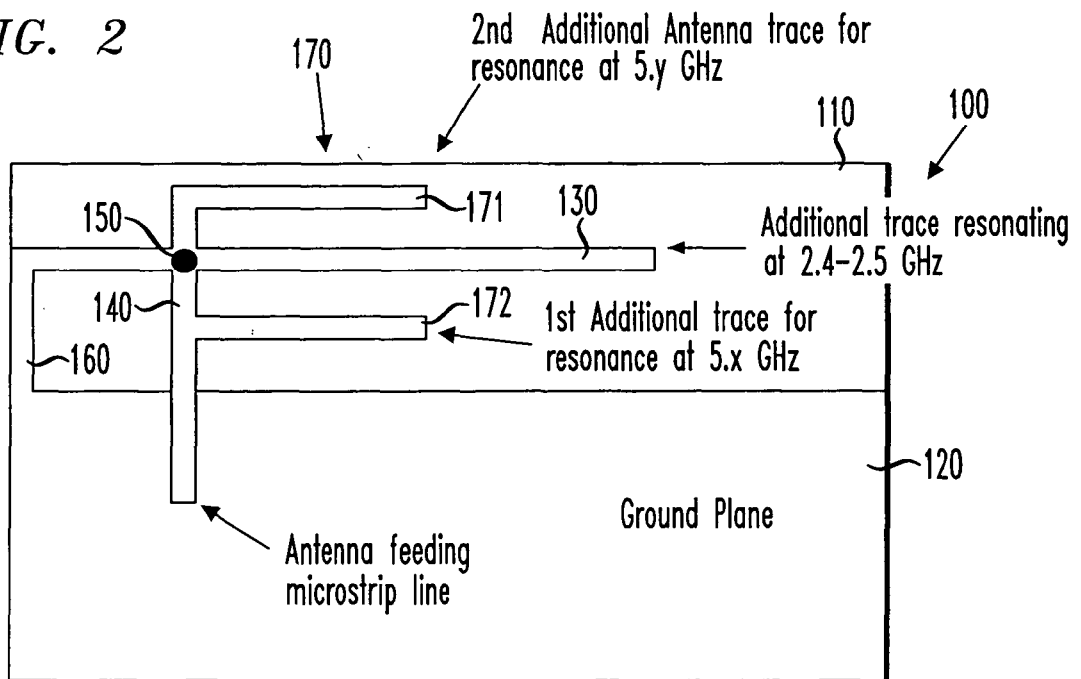 IG. 2
170
2nd Additional Antenna trace for
resonance at 5.y GHz
110
100
171
130
150
Additional trace resonating
at 2.4-2.5 GHz
140
172
1st Additional trace for
resonance at 5.x GHz
160
120
Ground Plane
Antenna feeding
microstrip line